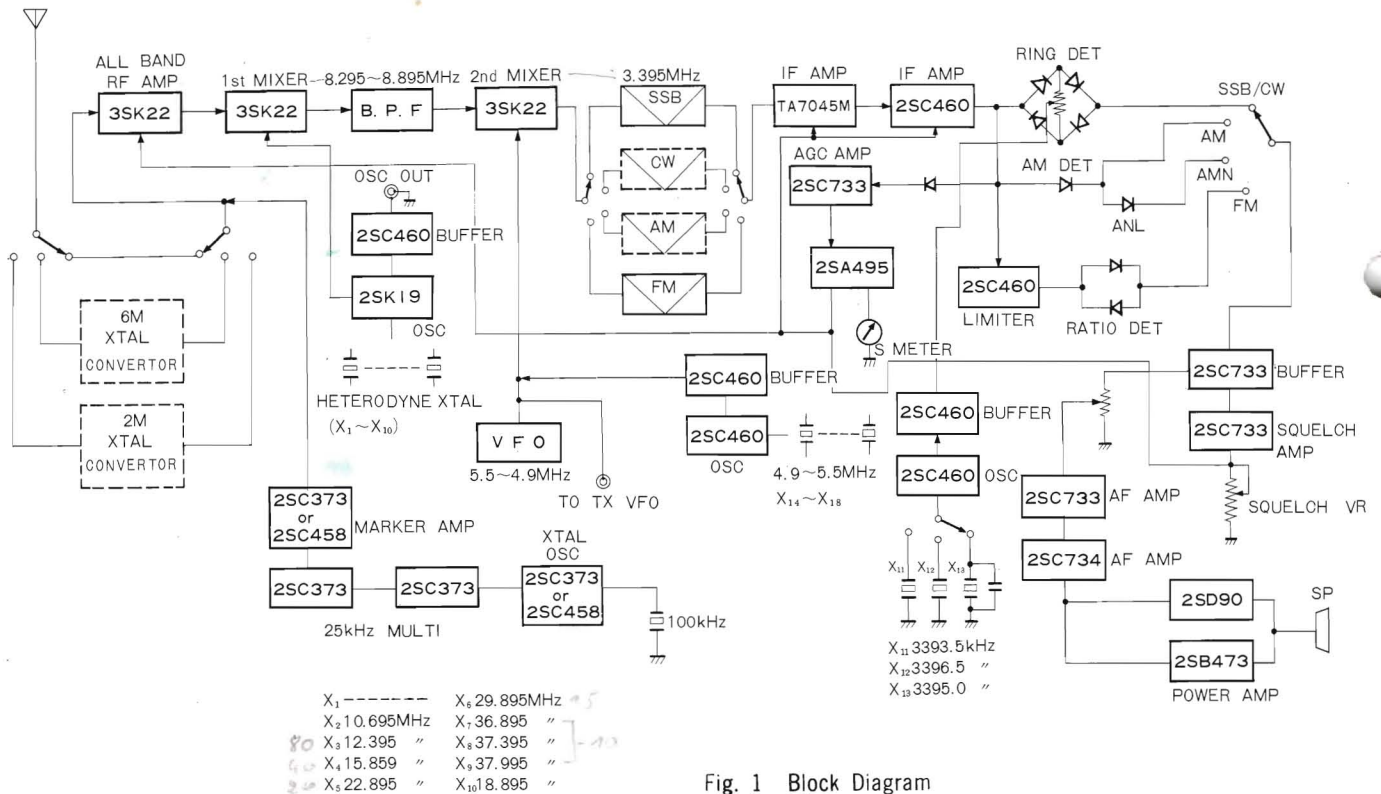 ALL BAND
RF AMP
3SK22
1st MIXER
3SK22
8.295~8.895MHz
B. P. F
2nd MIXER
3SK22
3.395MHz
SSB
CW
AM
FM
IF AMP
TA7045M
IF AMP
2SC460
RING DET
SSB/CW
AM
AMN
FM
AM DET
ANL
AGC AMP
2SC733
2SA495
S METER
2SC460
LIMITER
RATIO DET
OSC OUT
2SC460 BUFFER
2SK19
OSC
HETERODYNE XTAL
(X₁~X₁₀)
6M
XTAL
CONVERTOR
2M
XTAL
CONVERTOR
VFO
5.5~4.9MHz
TO TX VFO
2SC460 BUFFER
2SC460
OSC
4.9~5.5MHz
X₁₄~X₁₈
2SC460 BUFFER
2SC460 OSC
X₁₁ X₁₂ X₁₃
X₁₁ 3393.5kHz
X₁₂ 3396.5 〃
X₁₃ 3395.0 〃
2SC733
BUFFER
2SC733 SQUELCH
AMP
SQUELCH VR
2SC733 AF AMP
2SC734 AF AMP
2SD90
2SB473
POWER AMP
SP
2SC373
or
2SC458
MARKER AMP
2SC373
2SC373
25kHz MULTI
XTAL
OSC
2SC373
or
2SC458
100kHz
X₁ -------- X₆ 29.895MHz
X₂ 10.695MHz X₇ 36.895 〃
80 X₃ 12.395 〃 X₈ 37.395 〃 -10
40 X₄ 15.859 〃 X₉ 37.995 〃
20 X₅ 22.895 〃 X₁₀ 18.895 〃
Fig. 1 Block Diagram